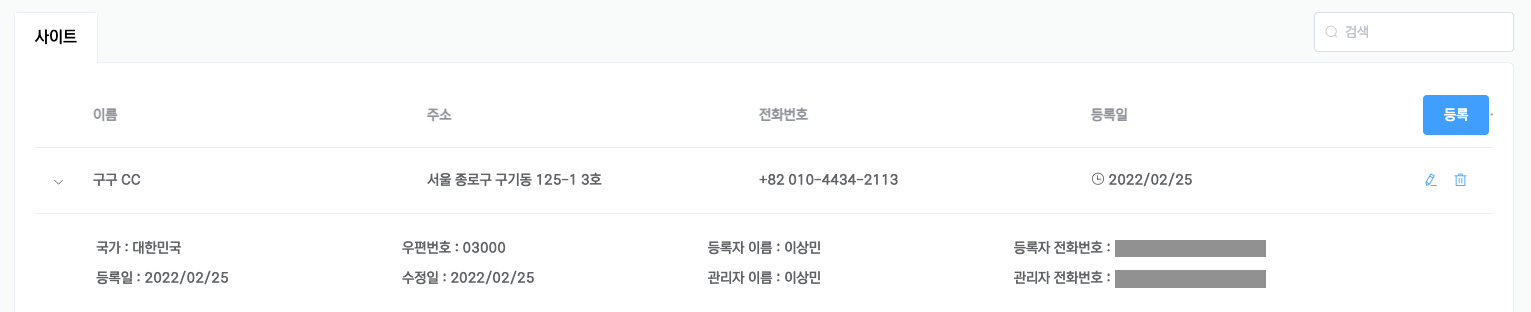 사이트
검색
이름 주소 전화번호 등록일 등록
구구 CC 서울 종로구 구기동 125-1 3호 +82 010-4434-2113 2022/02/25
국가 : 대한민국 우편번호 : 03000 등록자 이름 : 이상민 등록자 전화번호 :
등록일 : 2022/02/25 수정일 : 2022/02/25 관리자 이름 : 이상민 관리자 전화번호 :